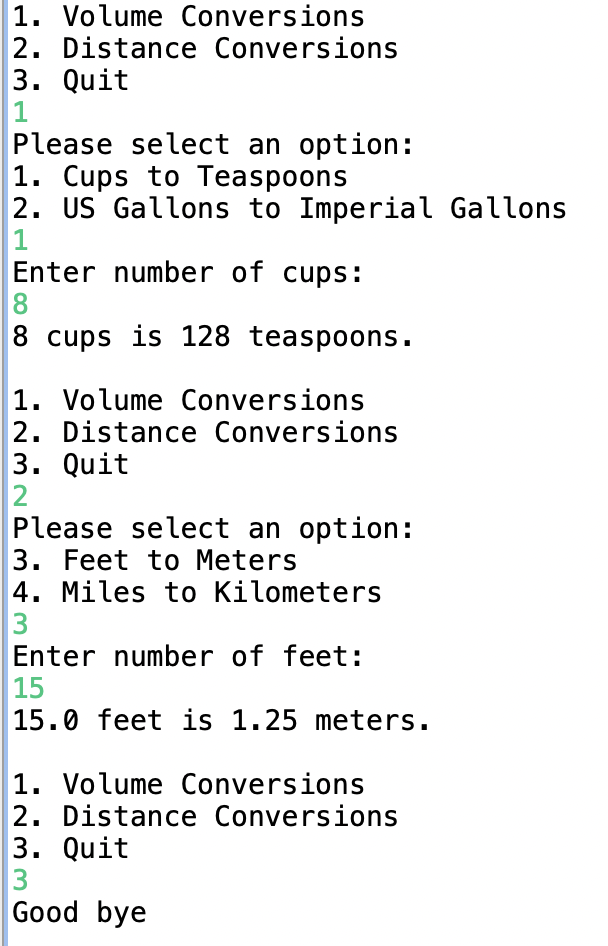 1. Volume Conversions
2. Distance Conversions
3. Quit
1
Please select an option:
1. Cups to Teaspoons
2. US Gallons to Imperial Gallons
1
Enter number of cups:
8
8 cups is 128 teaspoons.

1. Volume Conversions
2. Distance Conversions
3. Quit
2
Please select an option:
3. Feet to Meters
4. Miles to Kilometers
3
Enter number of feet:
15
15.0 feet is 1.25 meters.

1. Volume Conversions
2. Distance Conversions
3. Quit
3
Good bye